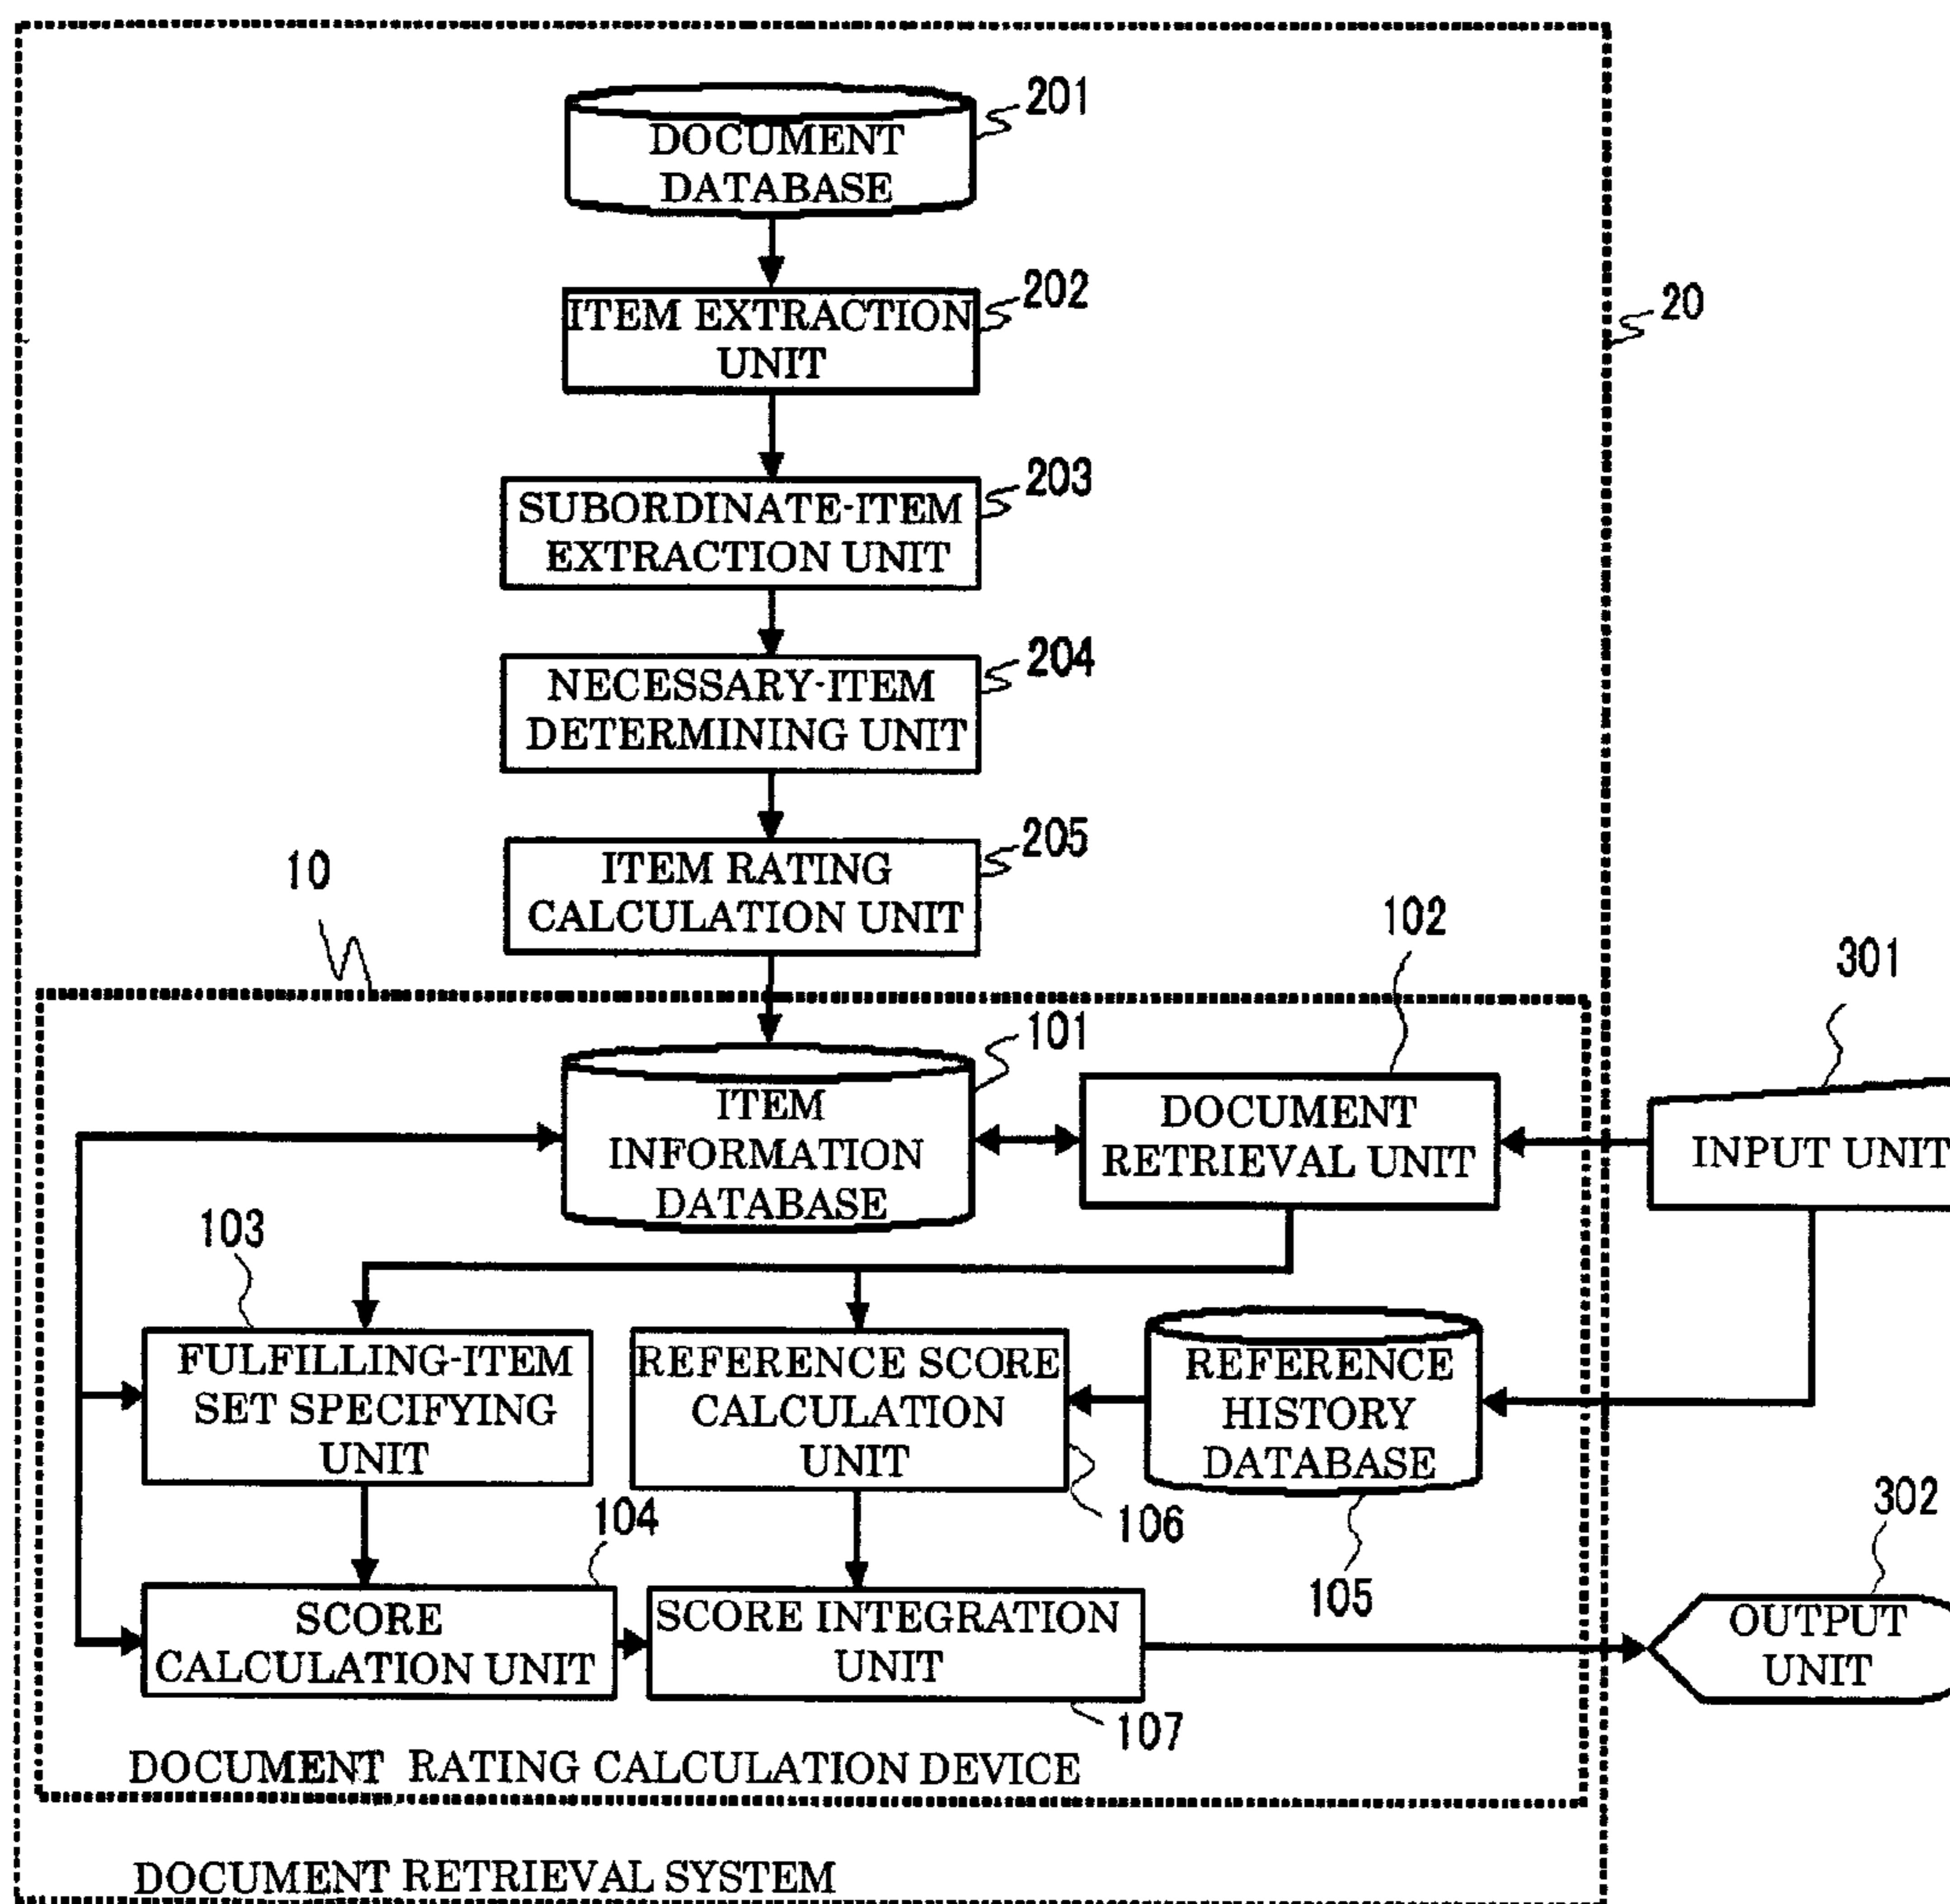 201
DOCUMENT
DATABASE
202
ITEM EXTRACTION
UNIT
20
203
SUBORDINATE-ITEM
EXTRACTION UNIT
204
NECESSARY-ITEM
DETERMINING UNIT
205
ITEM RATING
CALCULATION UNIT
10
102
301
101
ITEM
INFORMATION
DATABASE
DOCUMENT
RETRIEVAL UNIT
INPUT UNIT
103
FULFILLING-ITEM
SET SPECIFYING
UNIT
REFERENCE SCORE
CALCULATION
UNIT
REFERENCE
HISTORY
DATABASE
106
105
302
104
SCORE
CALCULATION UNIT
SCORE INTEGRATION
UNIT
OUTPUT
UNIT
107
DOCUMENT RATING CALCULATION DEVICE
DOCUMENT RETRIEVAL SYSTEM